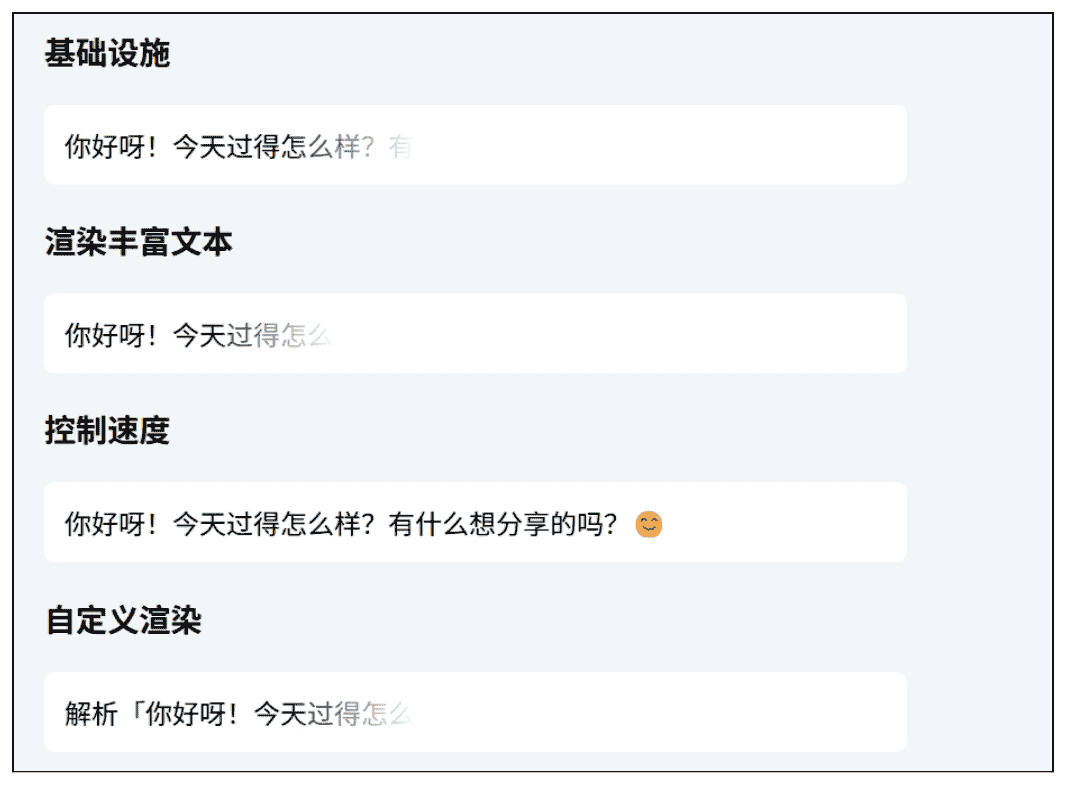 基础设施
你好呀！今天过得怎么样？有
渲染丰富文本
你好呀！今天过得怎么
控制速度
你好呀！今天过得怎么样？有什么想分享的吗？😊
自定义渲染
解析「你好呀！今天过得怎么